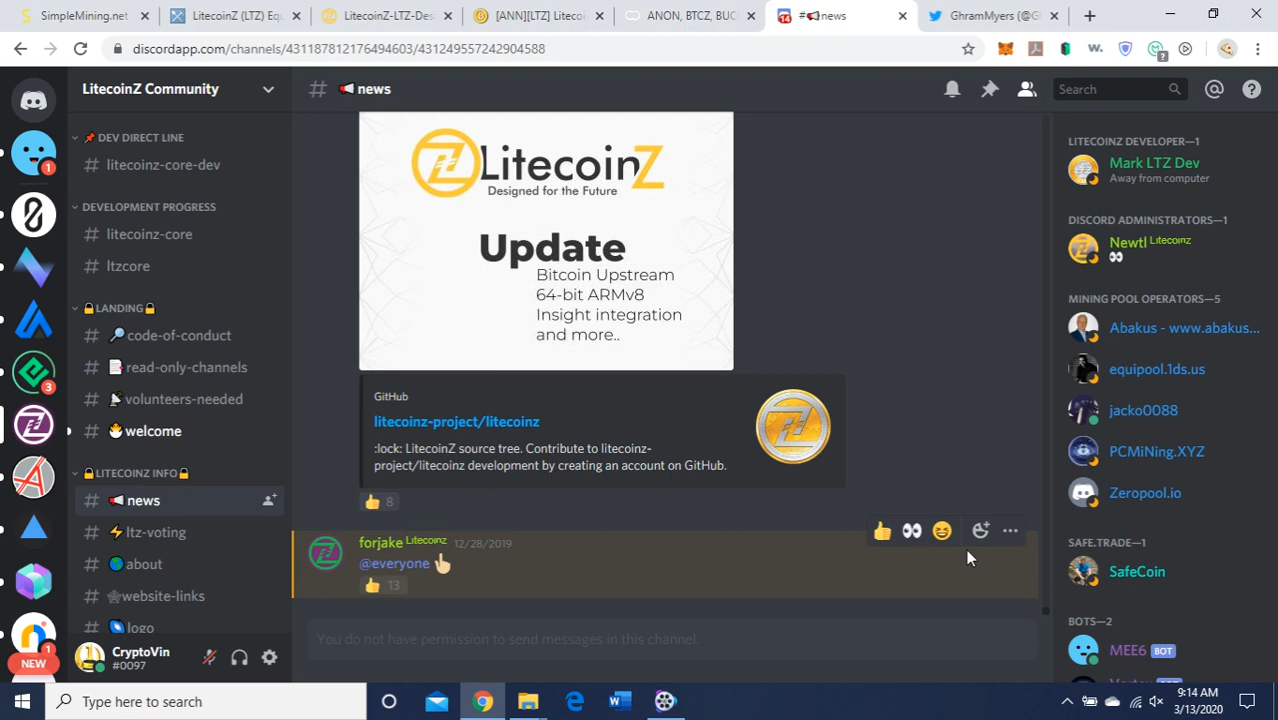 SimpleMining.net
LitecoinZ (LTZ) Equ
LitecoinZ-LTZ-Des
[ANN][LTZ] Litecoi
ANON, BTCZ, BUC
#news
GhramMyers (@G
discordapp.com/channels/431187812176494603/431249557242904588
LitecoinZ Community
news
Search
DEV DIRECT LINE
litecoinz-core-dev
DEVELOPMENT PROGRESS
litecoinz-core
ltzcore
LANDING
code-of-conduct
read-only-channels
volunteers-needed
welcome
LITECOINZ INFO
news
ltz-voting
about
website-links
logo
CryptoVin
#0097
NEW
LitecoinZ
Designed for the Future
Update
Bitcoin Upstream
64-bit ARMv8
Insight integration
and more..
GitHub
litecoinz-project/litecoinz
:lock: LitecoinZ source tree. Contribute to litecoinz-
project/litecoinz development by creating an account on GitHub.
8
forjake Litecoinz 12/28/2019
@everyone
13
You do not have permission to send messages in this channel.
LITECOINZ DEVELOPER—1
Mark LTZ Dev
Away from computer
DISCORD ADMINISTRATORS—1
Newtl Litecoinz
MINING POOL OPERATORS—5
Abakus - www.abakus...
equipool.1ds.us
jacko0088
PCMiNing.XYZ
Zeropool.io
SAFE.TRADE—1
SafeCoin
BOTS—2
MEE6 BOT
Type here to search
9:14 AM
3/13/2020